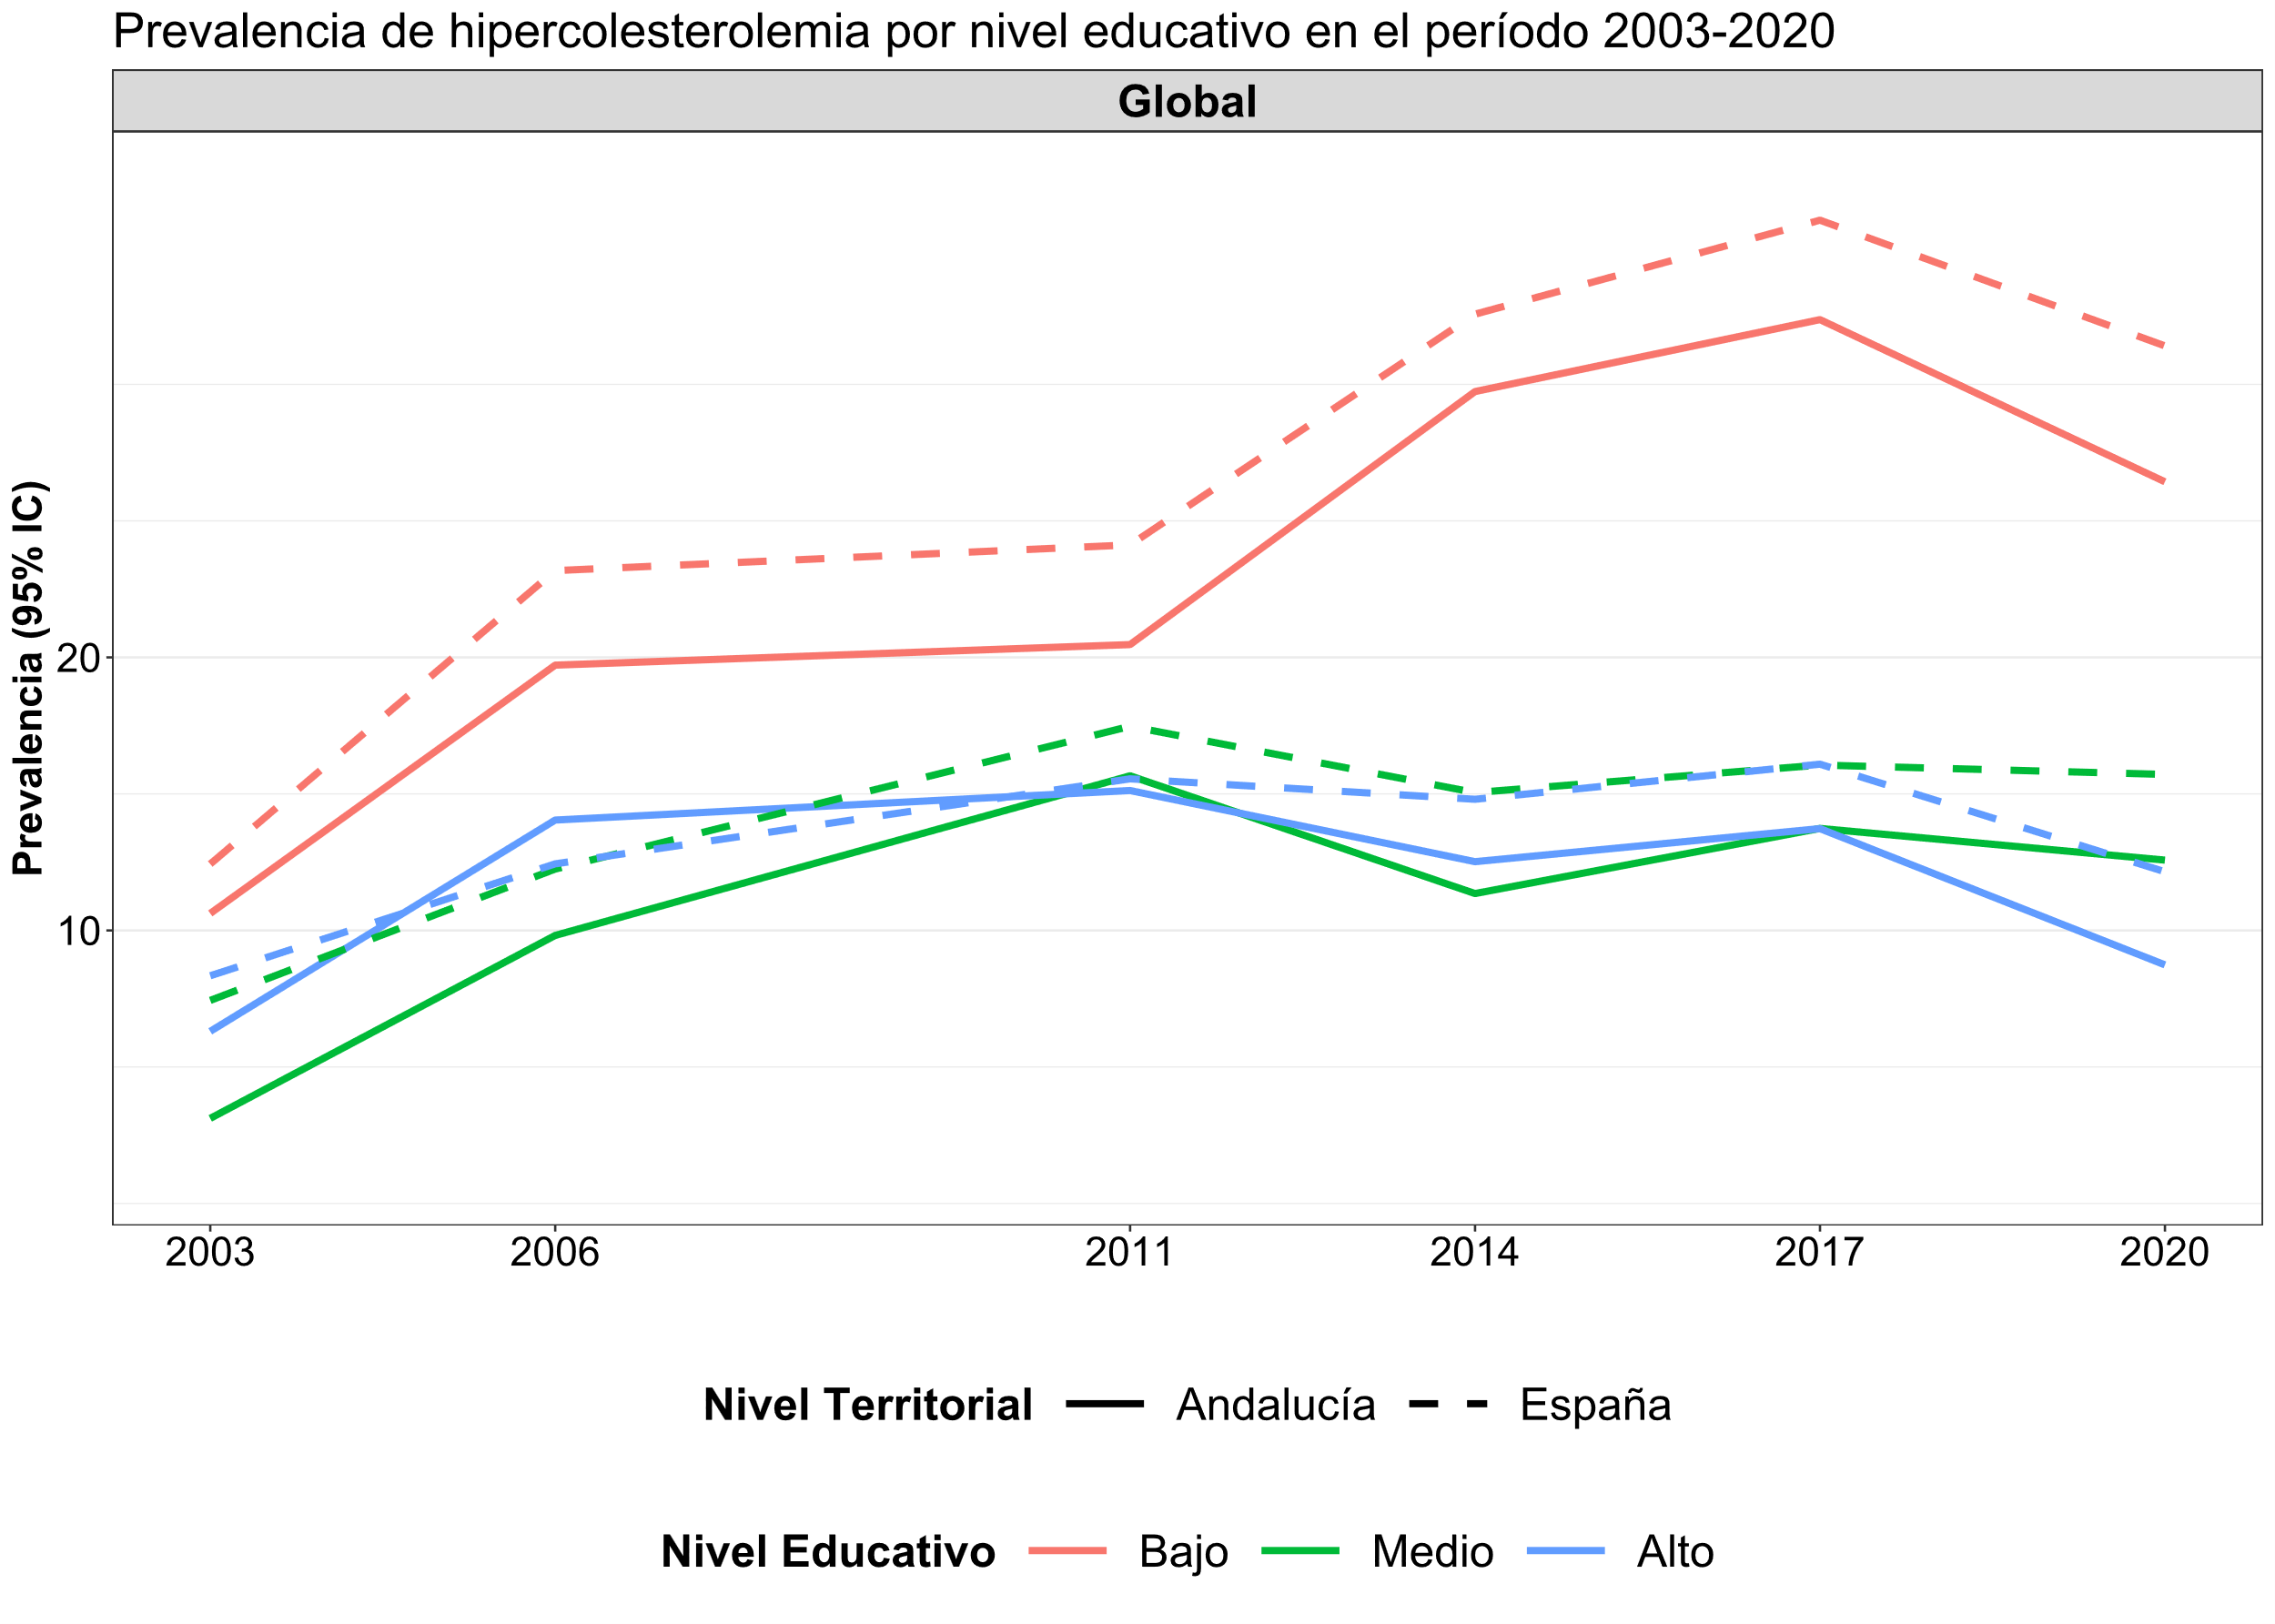 Prevalencia de hipercolesterolemia por nivel educativo en el período 2003-2020
Global
Prevalencia (95% IC)
20
10
2003 2006 2011 2014 2017 2020
Nivel Territorial Andalucía España
Nivel Educativo Bajo Medio Alto